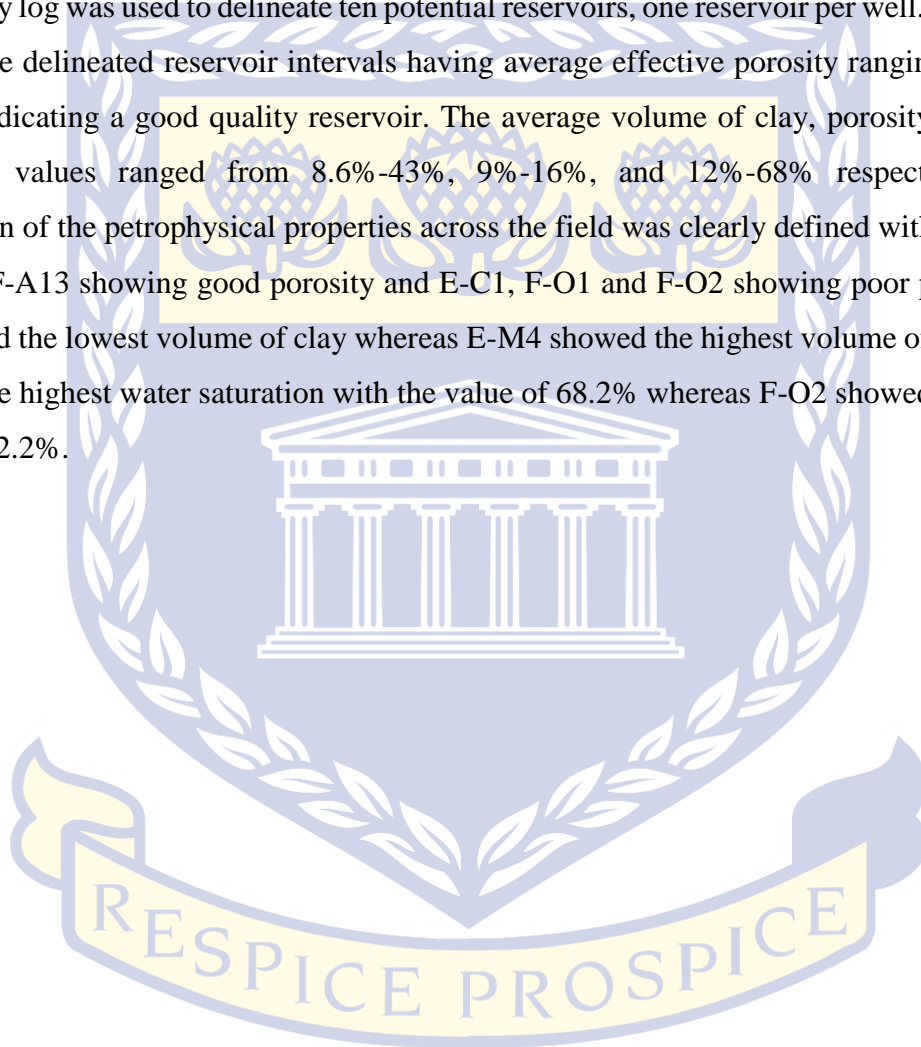 y log was used to delineate ten potential reservoirs, one reservoir per well.
e delineated reservoir intervals having average effective porosity rangin
dicating a good quality reservoir. The average volume of clay, porosity
values ranged from 8.6%-43%, 9%-16%, and 12%-68% respect
n of the petrophysical properties across the field was clearly defined with
F-A13 showing good porosity and E-C1, F-O1 and F-O2 showing poor p
d the lowest volume of clay whereas E-M4 showed the highest volume o
e highest water saturation with the value of 68.2% whereas F-O2 showed
2.2%.
RESPICE PROSPICE